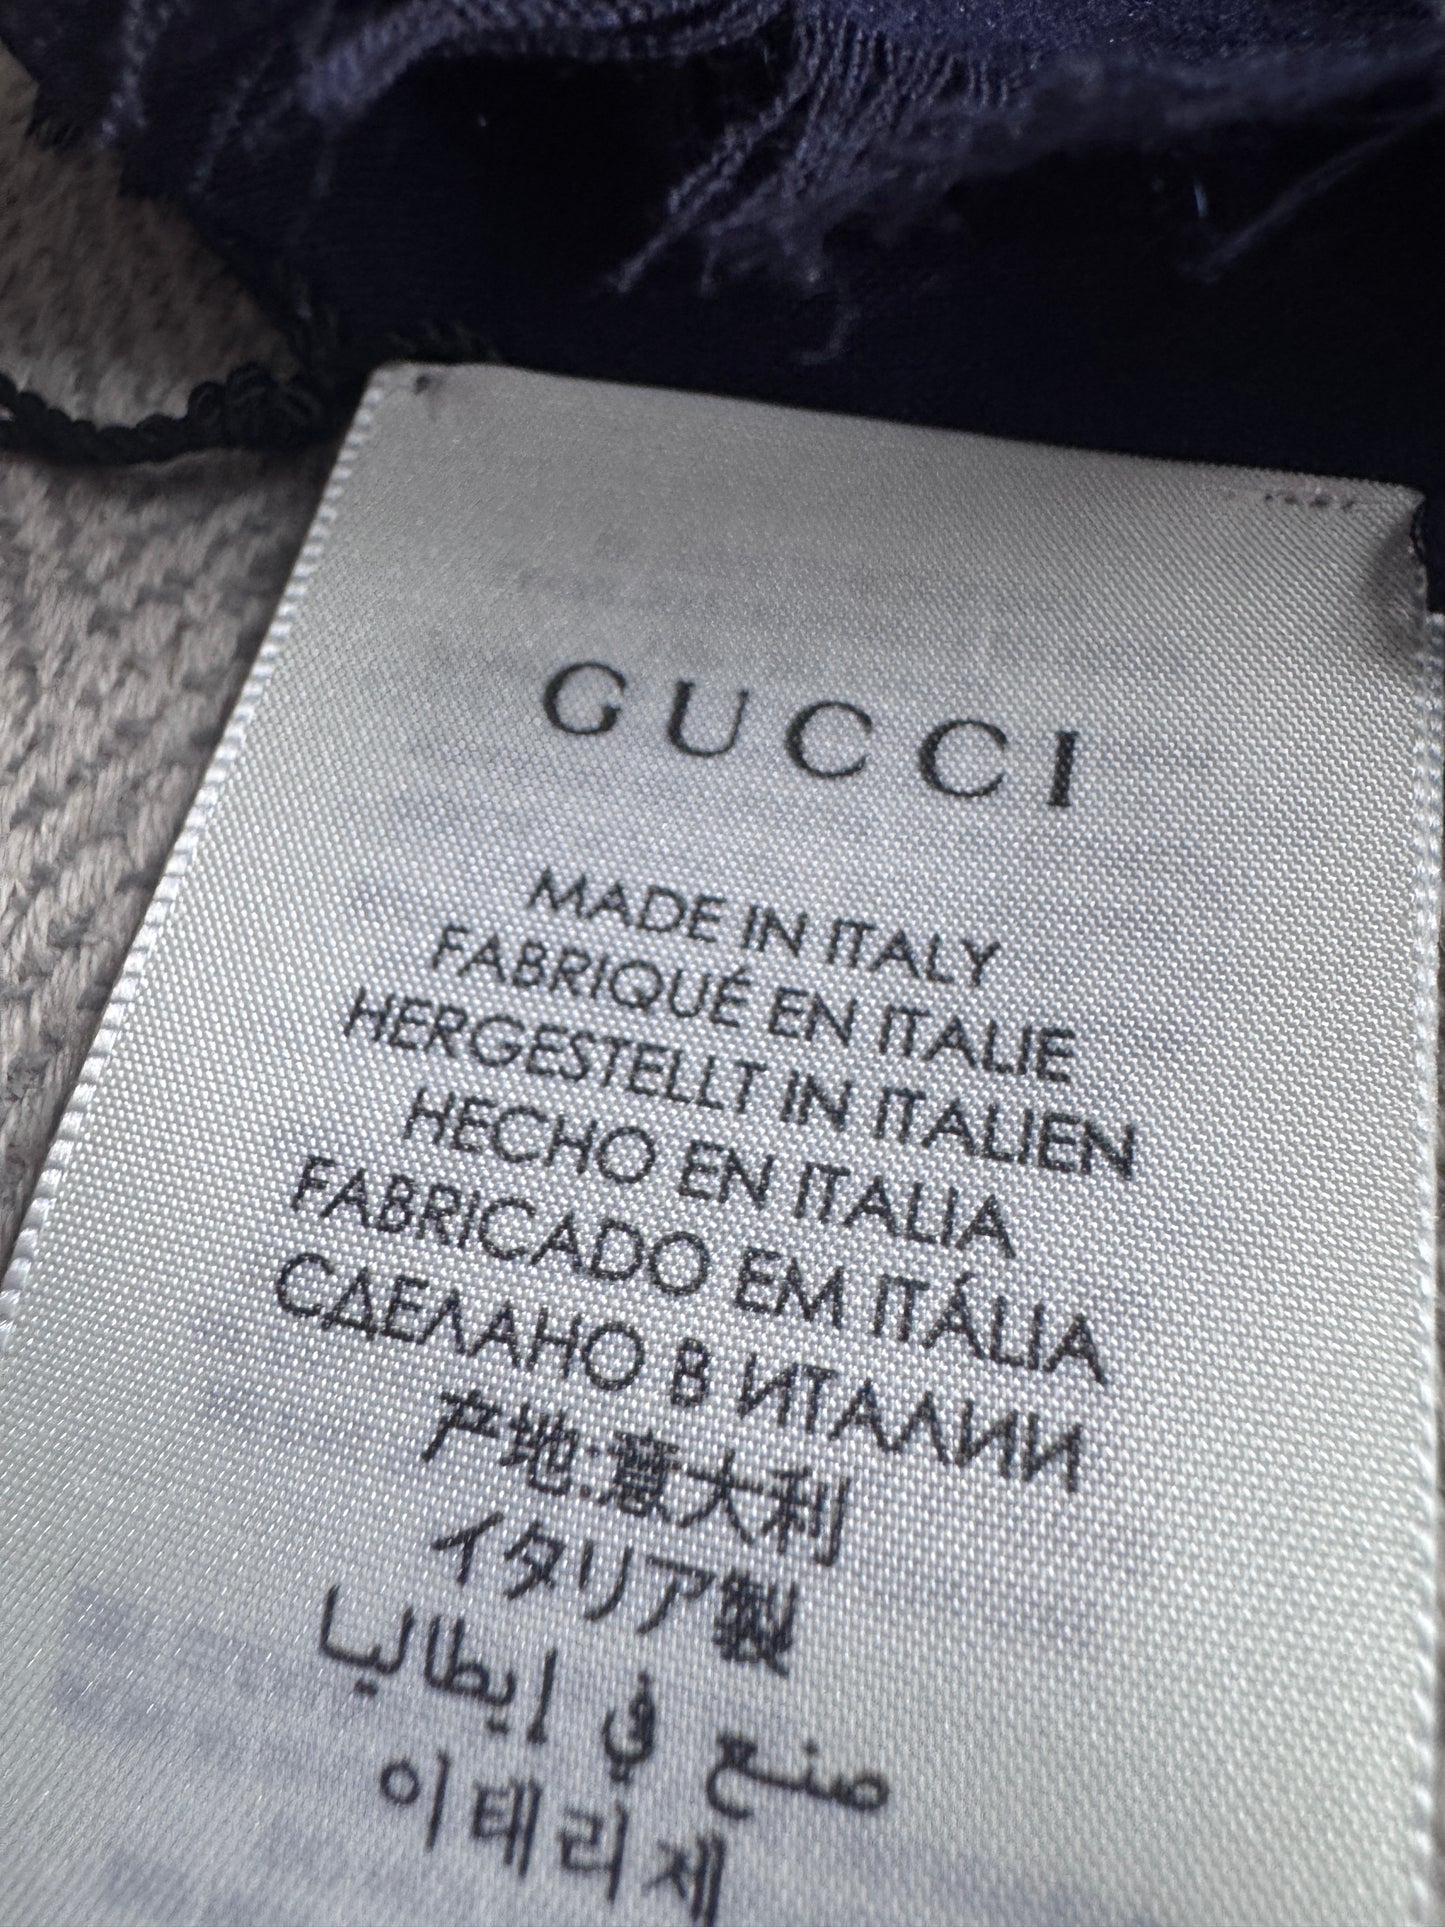 GUCCI
MADE IN ITALY
FABRIQUÉ EN ITALIE
HERGESTELLT IN ITALIEN
HECHO EN ITALIA
FABRICADO EM ITÁLIA
СДЕЛАНО В ИТАЛИИ
产地:意大利
イタリア製
صنع في إيطاليا
이태리제